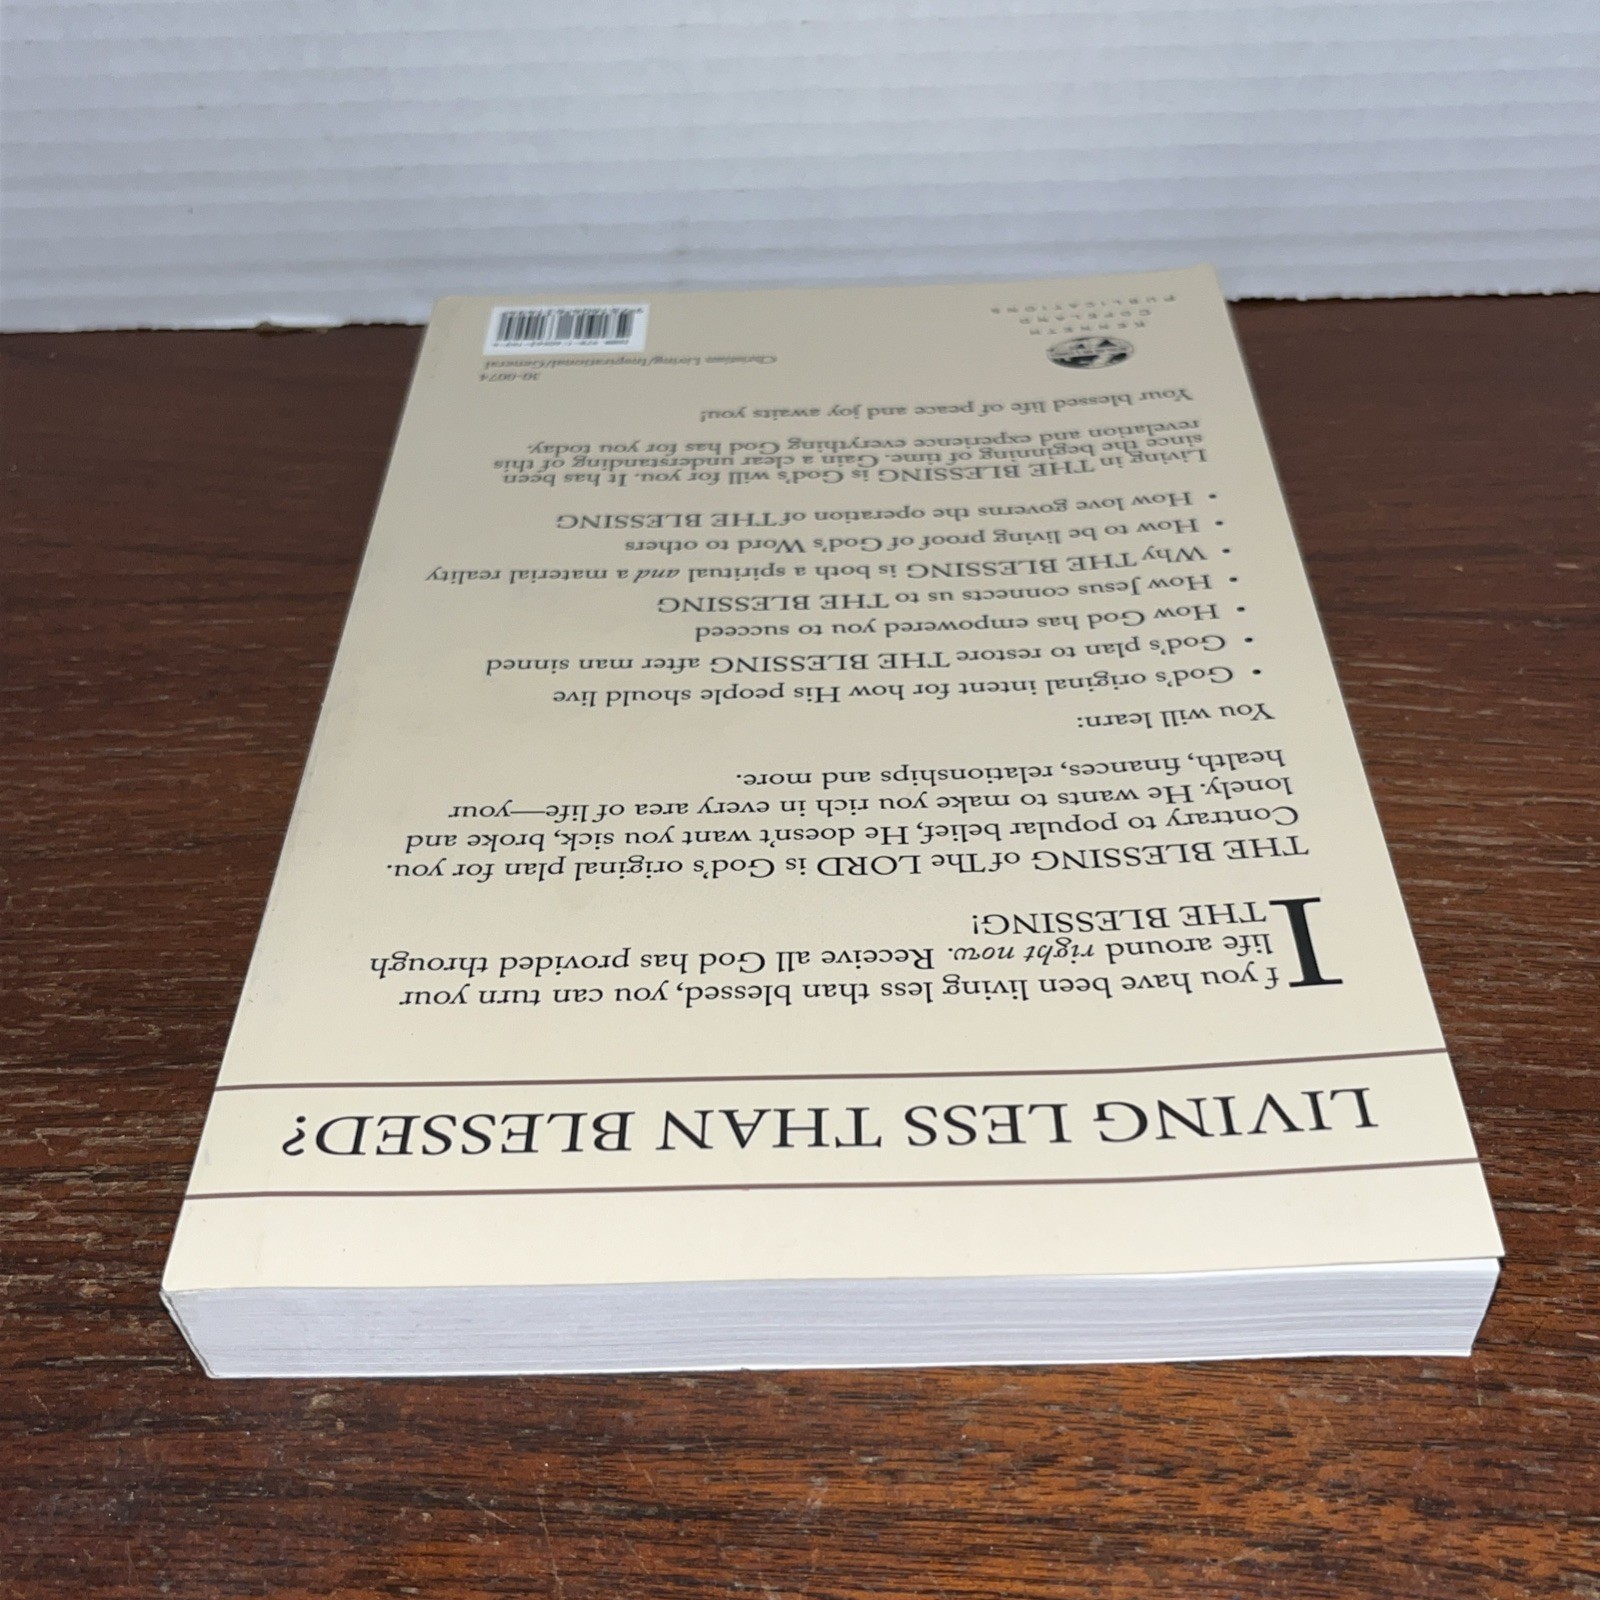 LIVING LESS THAN BLESSED?
If you have been living less than blessed, you can turn your
life around right now. Receive all God has provided through
THE BLESSING!
THE BLESSING of The LORD is God's original plan for you.
Contrary to popular belief, He doesn't want you sick, broke and
lonely. He wants to make you rich in every area of life—your
health, finances, relationships and more.
You will learn:
• God's original intent for how His people should live
• God's plan to restore THE BLESSING after man sinned
• How God has empowered you to succeed
• How Jesus connects us to THE BLESSING
• Why THE BLESSING is both a spiritual and a material reality
• How to be living proof of God's Word to others
• How love governs the operation of THE BLESSING
Living in THE BLESSING is God's will for you. It has been
since the beginning of time. Gain a clear understanding of this
revelation and experience everything God has for you today.
Your blessed life of peace and joy awaits you!
30-0074
Christian Living/Inspirational/General
KENNETH
COPELAND
PUBLICATIONS